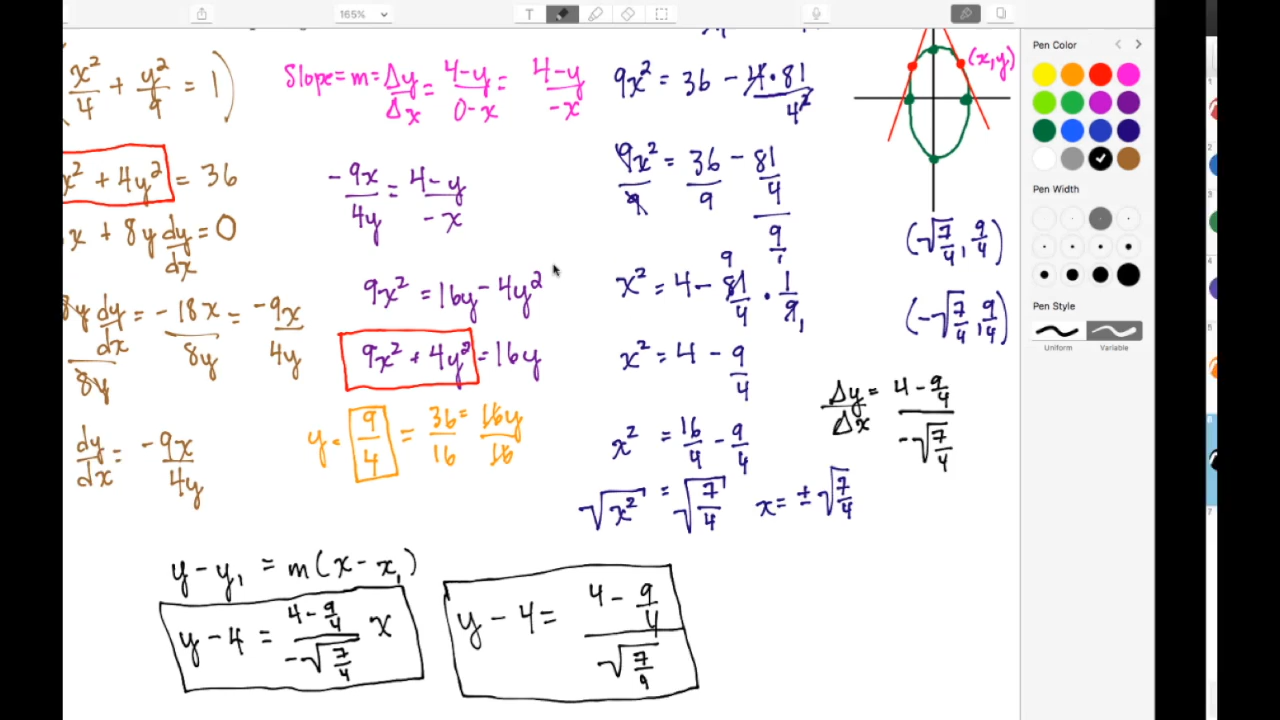 165%
T
x²/4 + y²/9 = 1)
x² + 4y² = 36
x + 8y dy/dx = 0
8y dy/dx / 8y = -18x/8y = -9x/4y
dy/dx = -9x/4y
Slope = m = Δy/Δx = 4-y/0-x = 4-y/-x
-9x/4y = 4-y/-x
9x² = 16y - 4y²
9x² + 4y² = 16y
y = 9/4 = 36/16 = 16y/16
9x² = 36 - 4·81/4²
9x²/9 = 36/9 - 81/4 / 9/1
x² = 4 - 81/4 · 1/9 9 1
x² = 4 - 9/4
x² = 16/4 - 9/4
√x² = √7/4 x = ± √7/4
(x,y)
(√7/4, 9/4)
(-√7/4, 9/4)
Δy/Δx = 4 - 9/4 / -√7/4
y - y₁ = m(x - x₁)
y - 4 = 4 - 9/4 / -√7/4 x
y - 4 = 4 - 9/4 / √7/9
Pen Color
Pen Width
Pen Style
Uniform
Variable